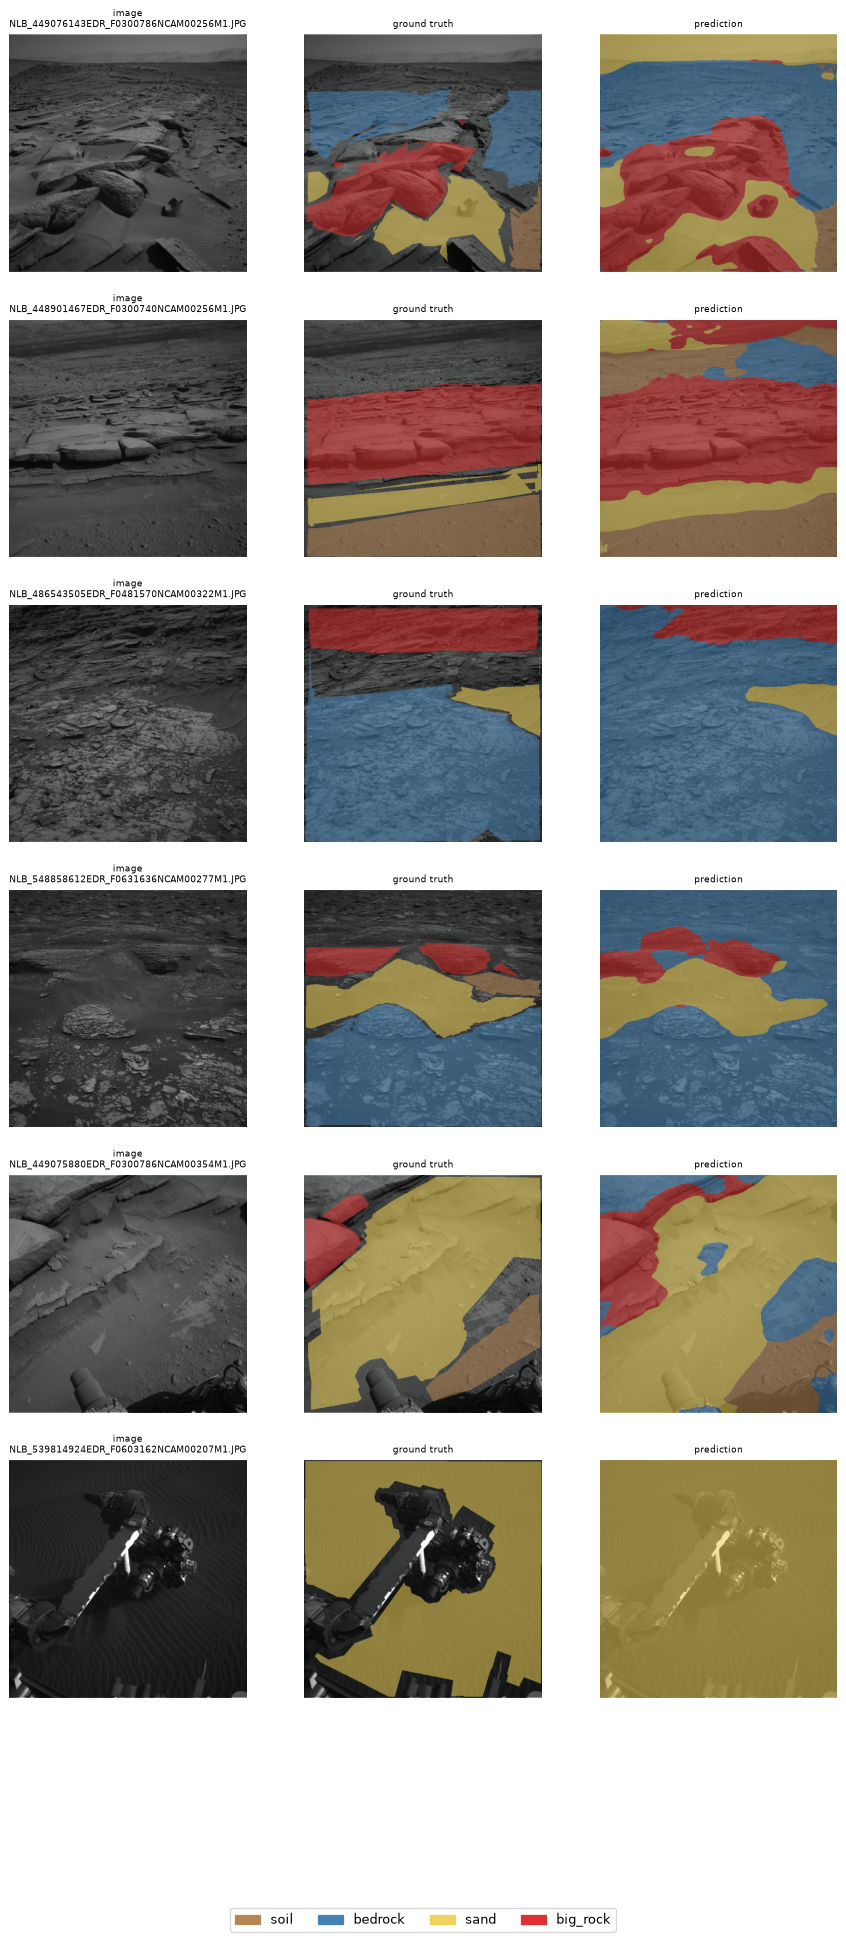 image
NLB_449076143EDR_F0300786NCAM00256M1.JPG
ground truth
prediction
image
NLB_448901467EDR_F0300740NCAM00256M1.JPG
ground truth
prediction
image
NLB_486543505EDR_F0481570NCAM00322M1.JPG
ground truth
prediction
image
NLB_548858612EDR_F0631636NCAM00277M1.JPG
ground truth
prediction
image
NLB_449075880EDR_F0300786NCAM00354M1.JPG
ground truth
prediction
image
NLB_539814924EDR_F0603162NCAM00207M1.JPG
ground truth
prediction
soil bedrock sand big_rock